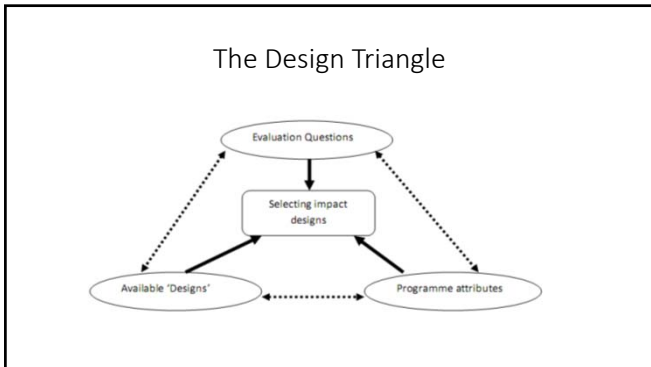 The Design Triangle
Evaluation Questions
Selecting impact
designs
Available 'Designs'
Programme attributes